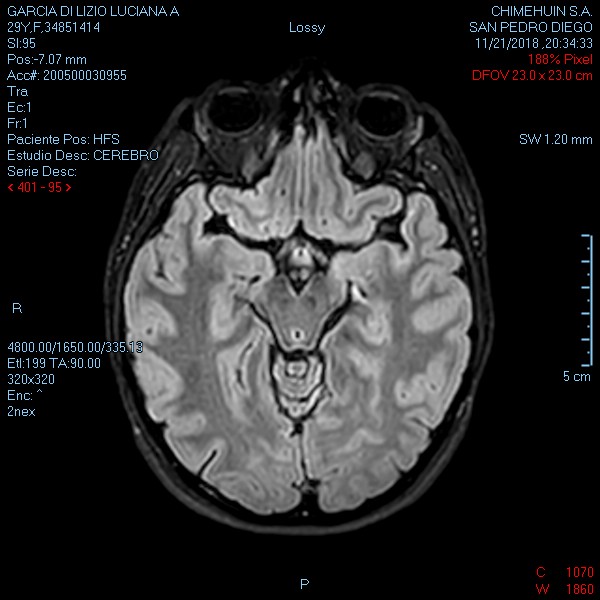 GARCIA DI LIZIO LUCIANA A
29Y,F,34851414
Sl:95
Pos:-7.07 mm
Acc#: 200500030955
Tra
Ec:1
Fr:1
Paciente Pos: HFS
Estudio Desc: CEREBRO
Serie Desc:
< 401 - 95 >
Lossy
CHIMEHUIN S.A.
SAN PEDRO DIEGO
11/21/2018 ,20:34:33
188% Pixel
DFOV 23.0 x 23.0 cm
SW 1.20 mm
R
4800.00/1650.00/335.13
Etl:199 TA:90.00
320x320
Enc: ^
2nex
5 cm
P
C 1070
W 1860